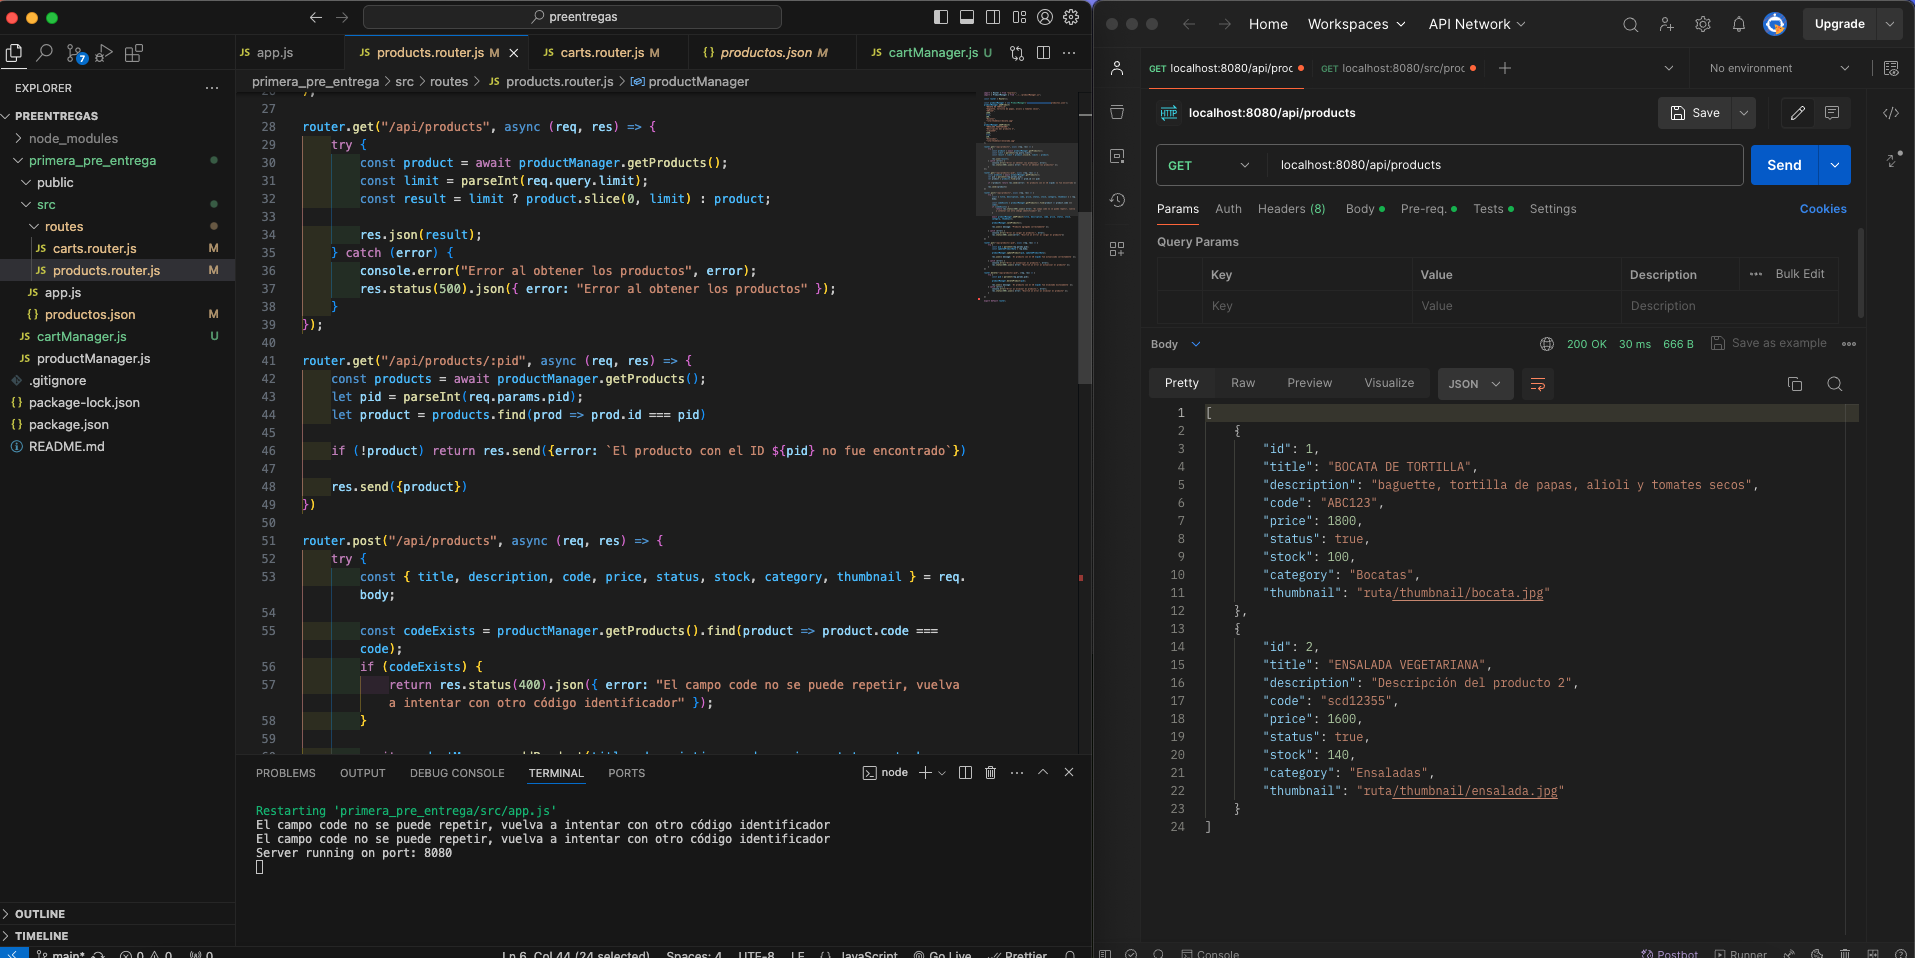 preentregas
EXPLORER
PREENTREGAS
node_modules
primera_pre_entrega
public
src
routes
JS carts.router.js M
JS products.router.js M
JS app.js
{} productos.json M
JS cartManager.js U
JS productManager.js
.gitignore
{} package-lock.json
{} package.json
README.md
OUTLINE
TIMELINE
7
JS app.js
JS products.router.js M
JS carts.router.js M
{} productos.json M
JS cartManager.js U
primera_pre_entrega > src > routes > JS products.router.js > productManager
27
28 router.get("/api/products", async (req, res) => {
29 try {
30 const product = await productManager.getProducts();
31 const limit = parseInt(req.query.limit);
32 const result = limit ? product.slice(0, limit) : product;
33
34 res.json(result);
35 } catch (error) {
36 console.error("Error al obtener los productos", error);
37 res.status(500).json({ error: "Error al obtener los productos" });
38 }
39 });
40
41 router.get("/api/products/:pid", async (req, res) => {
42 const products = await productManager.getProducts();
43 let pid = parseInt(req.params.pid);
44 let product = products.find(prod => prod.id === pid)
45
46 if (!product) return res.send({error: `El producto con el ID ${pid} no fue encontrado`})
47
48 res.send({product})
49 })
50
51 router.post("/api/products", async (req, res) => {
52 try {
53 const { title, description, code, price, status, stock, category, thumbnail } = req.
body;
54
55 const codeExists = productManager.getProducts().find(product => product.code ===
code);
56 if (codeExists) {
57 return res.status(400).json({ error: "El campo code no se puede repetir, vuelva
a intentar con otro código identificador" });
58 }
59
PROBLEMS OUTPUT DEBUG CONSOLE TERMINAL PORTS
node
Restarting 'primera_pre_entrega/src/app.js'
El campo code no se puede repetir, vuelva a intentar con otro código identificador
El campo code no se puede repetir, vuelva a intentar con otro código identificador
Server running on port: 8080
main* 0 0 0
Ln 6, Col 44 (24 selected) Spaces: 4 UTF-8 LF {} JavaScript Go Live Prettier
Home Workspaces API Network
Upgrade
GET localhost:8080/api/proc
GET localhost:8080/src/proc
No environment
HTTP localhost:8080/api/products
Save
GET localhost:8080/api/products
Send
Params Auth Headers (8) Body Pre-req. Tests Settings
Cookies
Query Params
Key Value Description Bulk Edit
Key Value Description
Body
200 OK 30 ms 666 B Save as example
Pretty Raw Preview Visualize JSON
1 [
2 {
3 "id": 1,
4 "title": "BOCATA DE TORTILLA",
5 "description": "baguette, tortilla de papas, alioli y tomates secos",
6 "code": "ABC123",
7 "price": 1800,
8 "status": true,
9 "stock": 100,
10 "category": "Bocatas",
11 "thumbnail": "ruta/thumbnail/bocata.jpg"
12 },
13 {
14 "id": 2,
15 "title": "ENSALADA VEGETARIANA",
16 "description": "Descripción del producto 2",
17 "code": "scd12355",
18 "price": 1600,
19 "status": true,
20 "stock": 140,
21 "category": "Ensaladas",
22 "thumbnail": "ruta/thumbnail/ensalada.jpg"
23 }
24 ]
Console
Postbot Runner